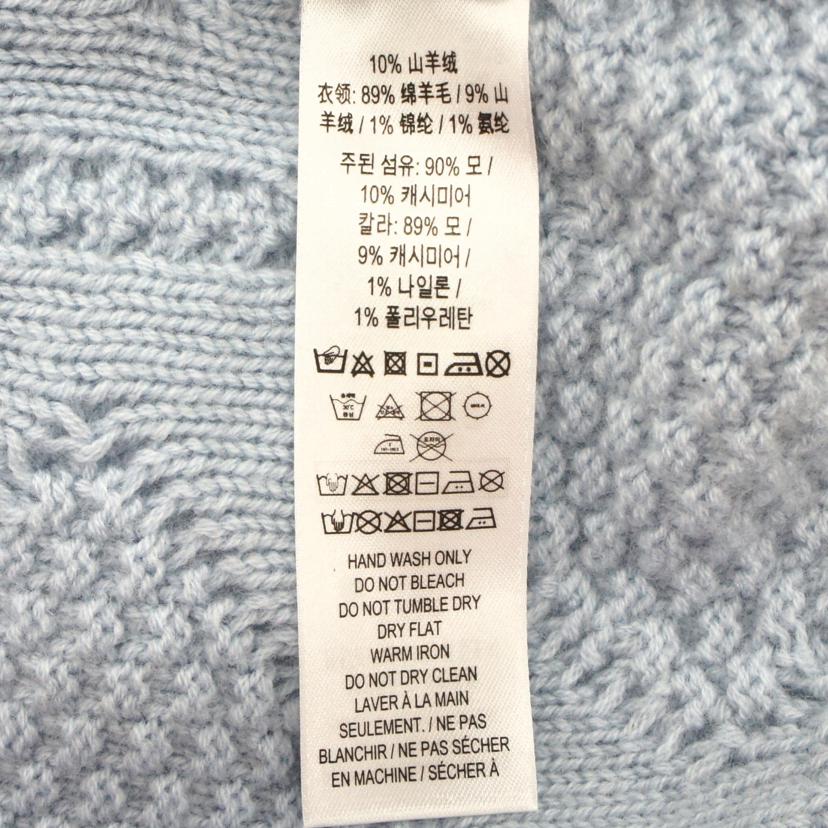 10% 山羊绒
衣领: 89% 绵羊毛 / 9% 山
羊绒 / 1% 锦纶 / 1% 氨纶
주된 섬유: 90% 모 /
10% 캐시미어
칼라: 89% 모 /
9% 캐시미어 /
1% 나일론 /
1% 폴리우레탄
HAND WASH ONLY
DO NOT BLEACH
DO NOT TUMBLE DRY
DRY FLAT
WARM IRON
DO NOT DRY CLEAN
LAVER À LA MAIN
SEULEMENT. / NE PAS
BLANCHIR / NE PAS SÉCHER
EN MACHINE / SÉCHER À